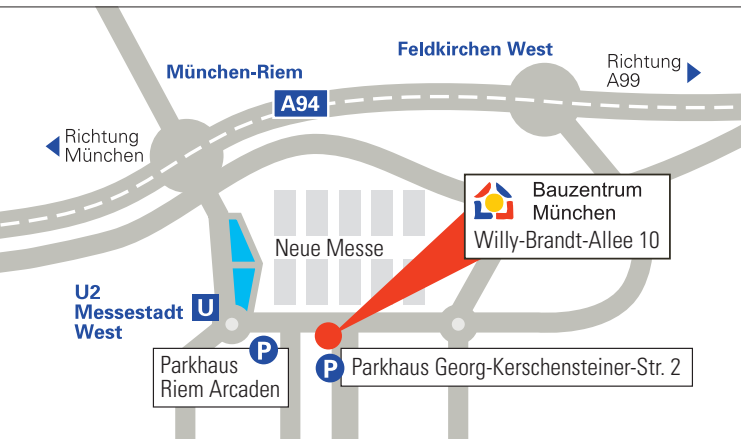 Feldkirchen West
Richtung
A99
München-Riem
A94
Richtung
München
Bauzentrum
München
Willy-Brandt-Allee 10
Neue Messe
U2
Messestadt
West
U
P
Parkhaus
Riem Arcaden
P
Parkhaus Georg-Kerschensteiner-Str. 2